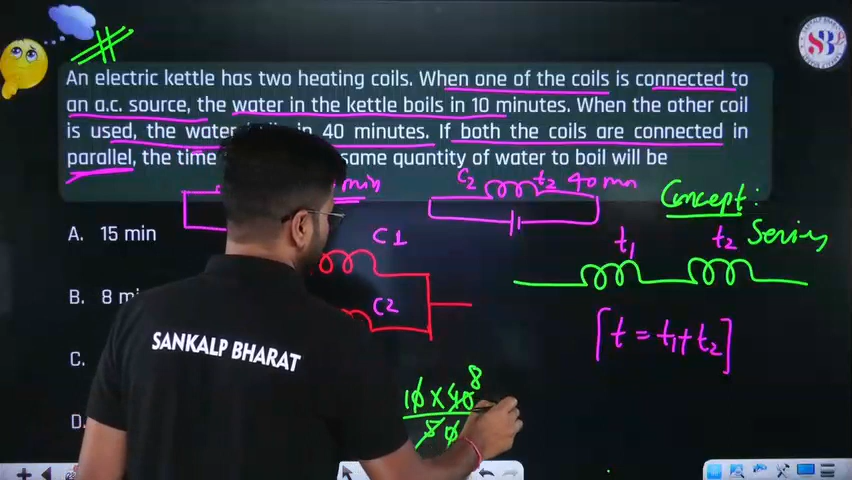 An electric kettle has two heating coils. When one of the coils is connected to
an a.c. source, the water in the kettle boils in 10 minutes. When the other coil
is used, the water in 40 minutes. If both the coils are connected in
parallel, the time same quantity of water to boil will be
min
C2 t2 40 min
Concept:
Series
A. 15 min
C1
t1 t2
B. 8 mi
C2
[t = t1+t2]
SANKALP BHARAT
C.
8
10 x 40
50
D.
SB